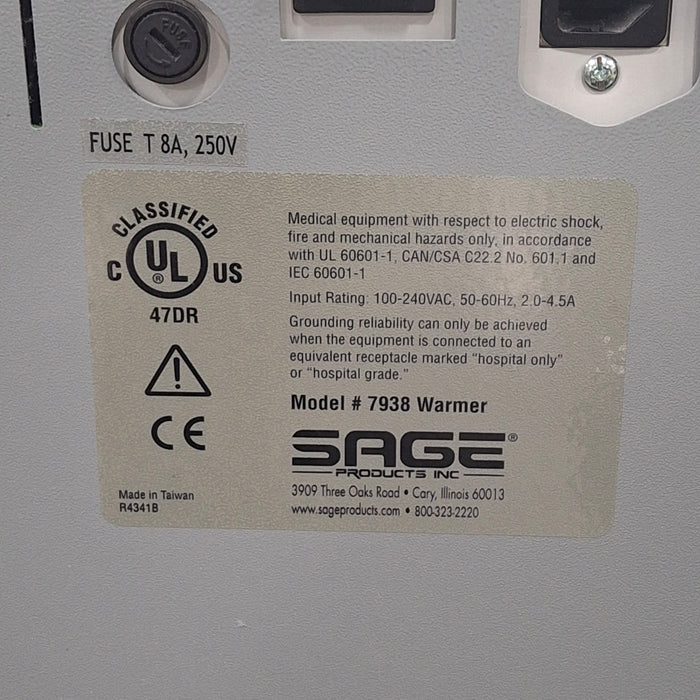 FUSE
FUSE T 8A, 250V
CLASSIFIED
C UL® US
47DR
Medical equipment with respect to electric shock,
fire and mechanical hazards only, in accordance
with UL 60601-1, CAN/CSA C22.2 No. 601.1 and
IEC 60601-1
Input Rating: 100-240VAC, 50-60Hz, 2.0-4.5A
Grounding reliability can only be achieved
when the equipment is connected to an
equivalent receptacle marked "hospital only"
or "hospital grade."
Model # 7938 Warmer
CE
SAGE®
PRODUCTS INC
Made in Taiwan
R4341B
3909 Three Oaks Road • Cary, Illinois 60013
www.sageproducts.com • 800-323-2220